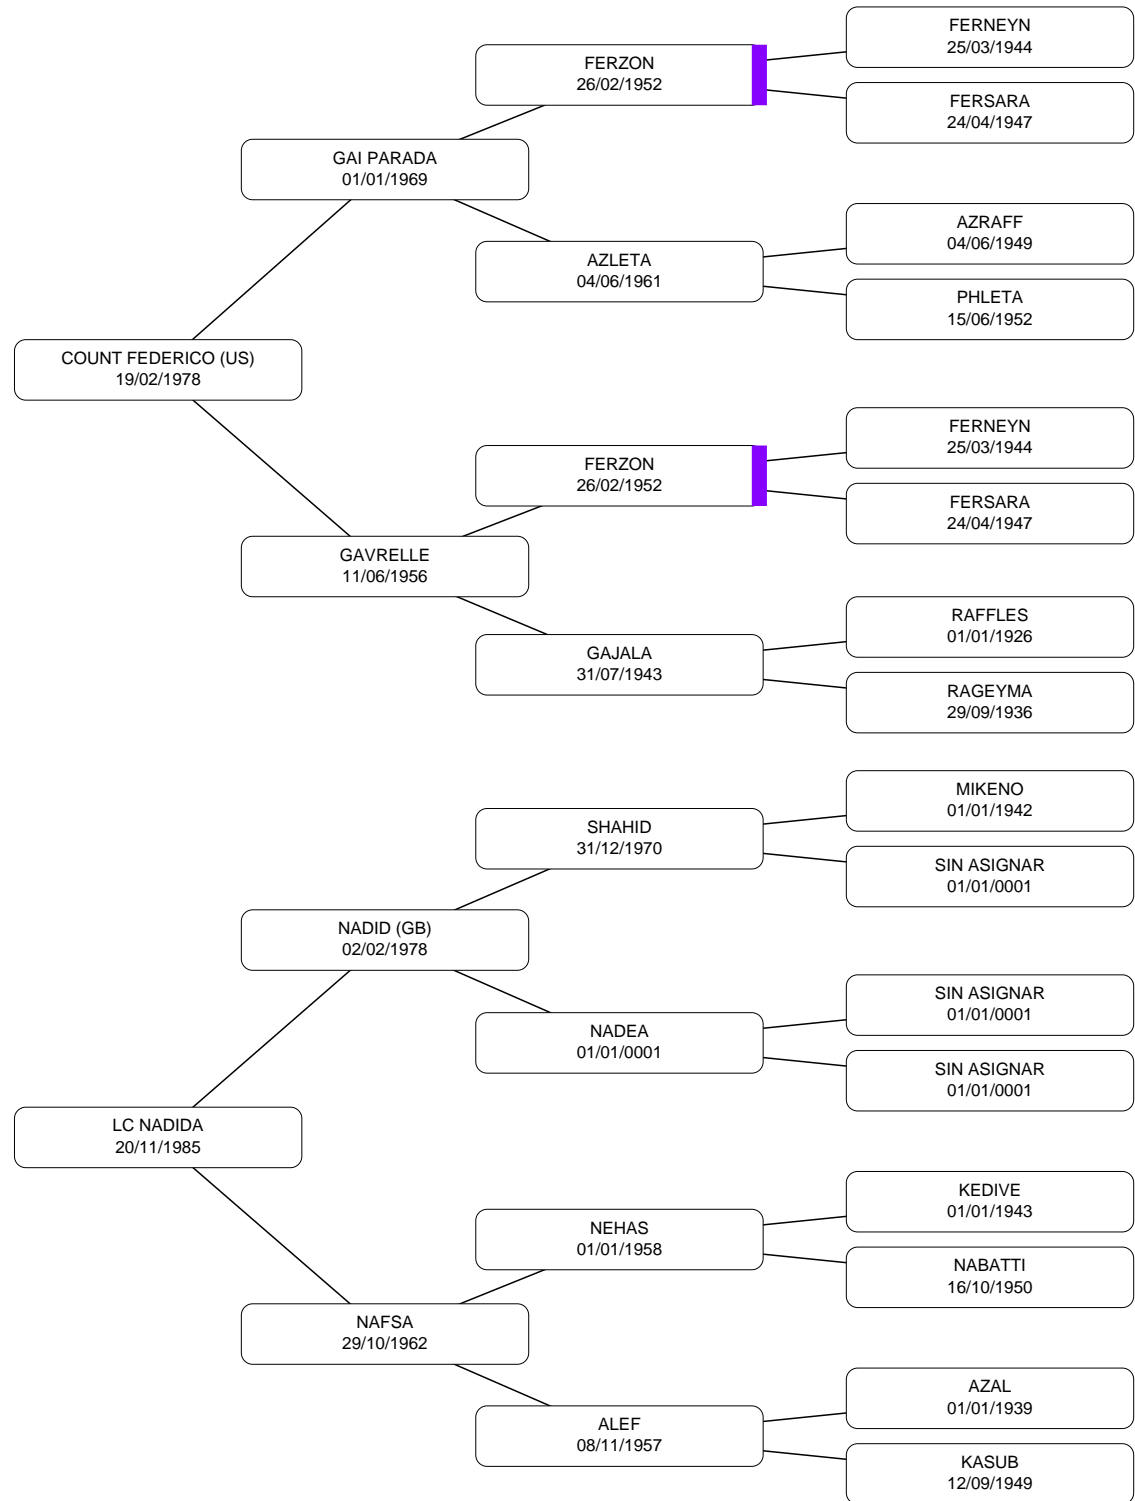 FERNEYN
25/03/1944
FERZON
26/02/1952
FERSARA
24/04/1947
GAI PARADA
01/01/1969
AZRAFF
04/06/1949
AZLETA
04/06/1961
PHLETA
15/06/1952
COUNT FEDERICO (US)
19/02/1978
FERNEYN
25/03/1944
FERZON
26/02/1952
FERSARA
24/04/1947
GAVRELLE
11/06/1956
RAFFLES
01/01/1926
GAJALA
31/07/1943
RAGEYMA
29/09/1936
MIKENO
01/01/1942
SHAHID
31/12/1970
SIN ASIGNAR
01/01/0001
NADID (GB)
02/02/1978
SIN ASIGNAR
01/01/0001
NADEA
01/01/0001
SIN ASIGNAR
01/01/0001
LC NADIDA
20/11/1985
KEDIVE
01/01/1943
NEHAS
01/01/1958
NABATTI
16/10/1950
NAFSA
29/10/1962
AZAL
01/01/1939
ALEF
08/11/1957
KASUB
12/09/1949